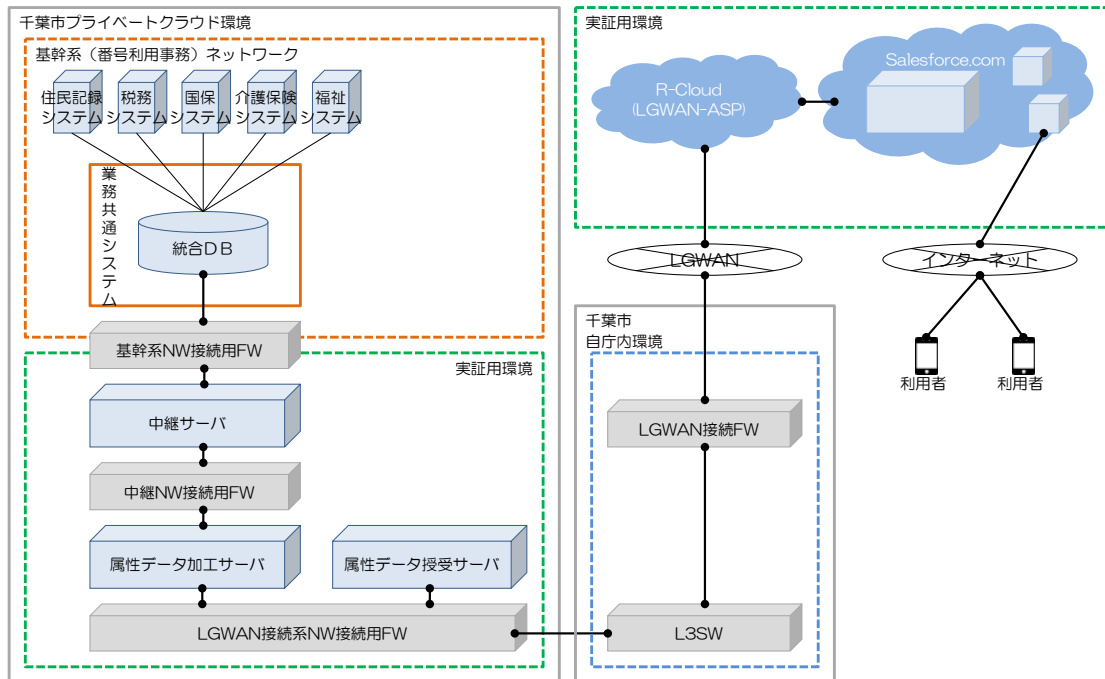 千葉市プライベートクラウド環境
基幹系（番号利用事務）ネットワーク
住民記録
システム
税務
システム
国保
システム
介護保険
システム
福祉
システム
業務共通システム
統合ＤＢ
基幹系NW接続用FW
実証用環境
中継サーバ
中継NW接続用FW
属性データ加工サーバ
属性データ授受サーバ
LGWAN接続系NW接続用FW
実証用環境
R-Cloud
(LGWAN-ASP)
Salesforce.com
LGWAN
インターネット
利用者
利用者
千葉市
自庁内環境
LGWAN接続FW
L3SW